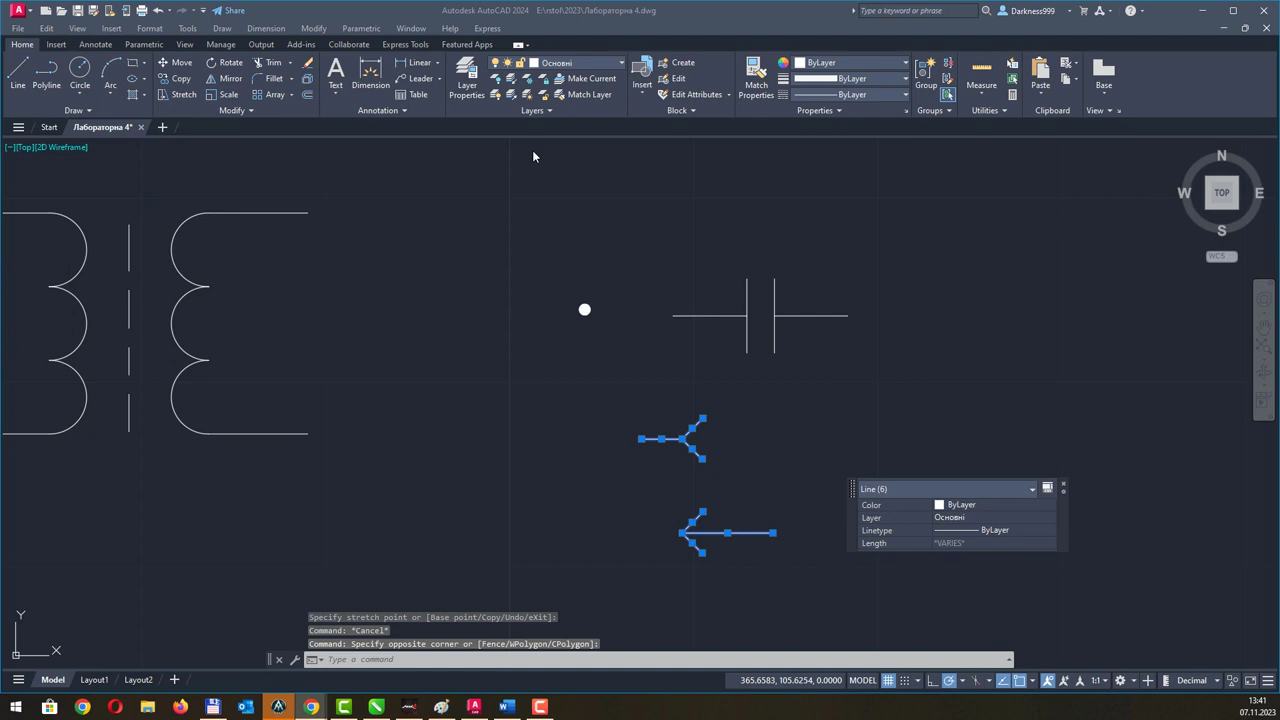 Share
Autodesk AutoCAD 2024 E:\rstol\2023\Лабораторна 4.dwg
Type a keyword or phrase
Darkness999
File Edit View Insert Format Tools Draw Dimension Modify Parametric Window Help Express
Home Insert Annotate Parametric View Manage Output Add-ins Collaborate Express Tools Featured Apps
Line Polyline Circle Arc
Move Rotate Trim
Copy Mirror Fillet
Stretch Scale Array
Text Dimension
Linear
Leader
Table
Layer Properties
Основні
Make Current
Match Layer
Insert
Create
Edit
Edit Attributes
Match Properties
ByLayer
ByLayer
ByLayer
Group
Measure
Paste
Base
Draw Modify Annotation Layers Block Properties Groups Utilities Clipboard View
Start Лабораторна 4*
[−][Top][2D Wireframe]
N
W TOP E
S
WCS
Line (6)
Color ByLayer
Layer Основні
Linetype ByLayer
Length *VARIES*
Y
X
Specify stretch point or [Base point/Copy/Undo/eXit]:
Command: *Cancel*
Command: Specify opposite corner or [Fence/WPolygon/CPolygon]:
Type a command
Model Layout1 Layout2
365.6583, 105.6254, 0.0000 MODEL 1:1 Decimal
13:41
07.11.2023